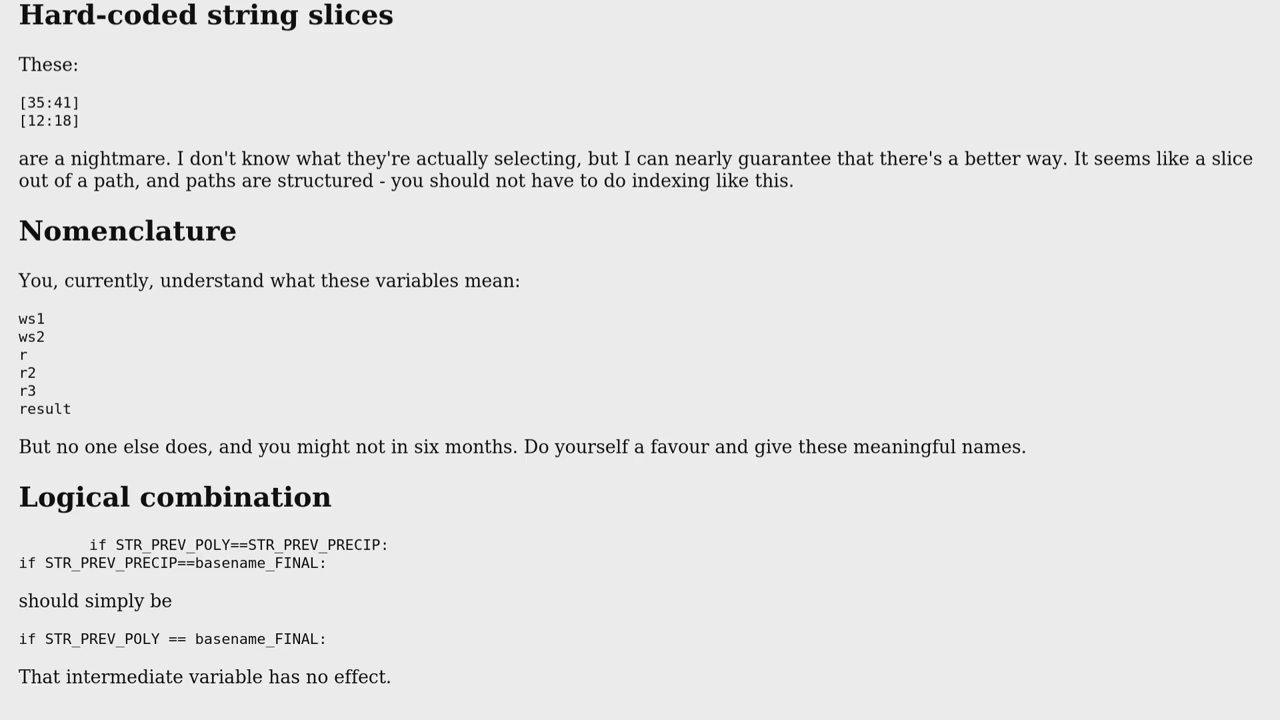 Hard-coded string slices
These:
[35:41]
[12:18]
are a nightmare. I don't know what they're actually selecting, but I can nearly guarantee that there's a better way. It seems like a slice
out of a path, and paths are structured - you should not have to do indexing like this.
Nomenclature
You, currently, understand what these variables mean:
ws1
ws2
r
r2
r3
result
But no one else does, and you might not in six months. Do yourself a favour and give these meaningful names.
Logical combination
        if STR_PREV_POLY==STR_PREV_PRECIP:
if STR_PREV_PRECIP==basename_FINAL:
should simply be
if STR_PREV_POLY == basename_FINAL:
That intermediate variable has no effect.